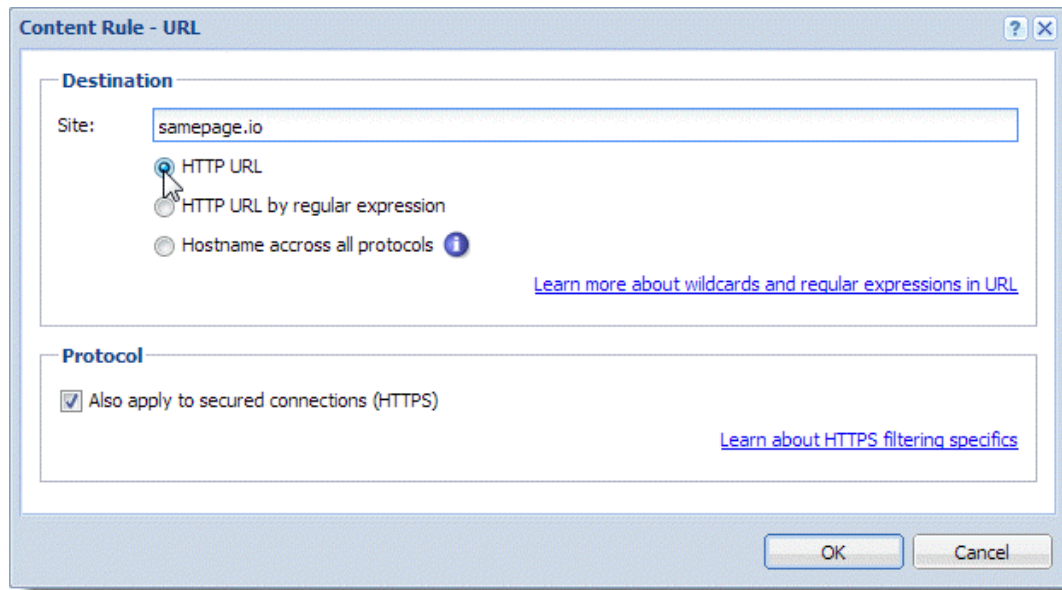 Content Rule - URL
Destination
Site: samepage.io
HTTP URL
HTTP URL by regular expression
Hostname accross all protocols
Learn more about wildcards and regular expressions in URL
Protocol
Also apply to secured connections (HTTPS)
Learn about HTTPS filtering specifics
OK Cancel